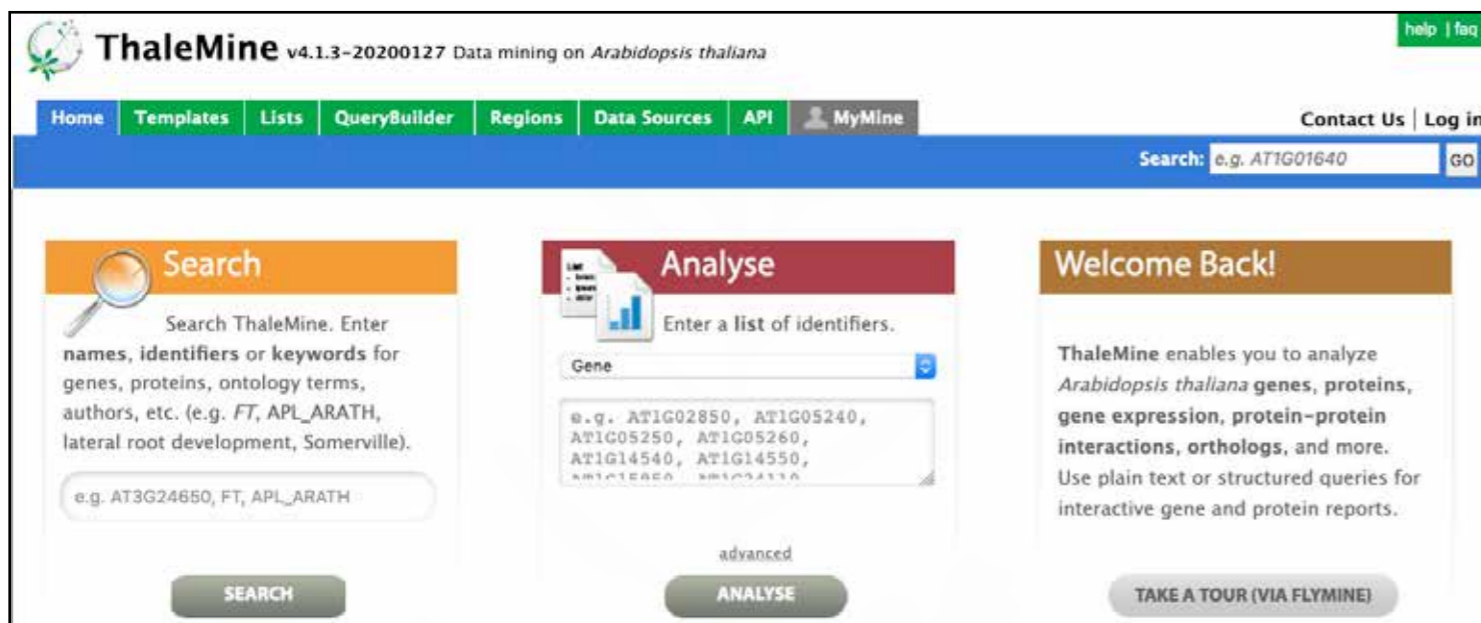 help | faq
ThaleMine v4.1.3-20200127 Data mining on Arabidopsis thaliana
Home Templates Lists QueryBuilder Regions Data Sources API MyMine
Contact Us | Log in
Search: e.g. AT1G01640 GO
Search
Search ThaleMine. Enter
names, identifiers or keywords for
genes, proteins, ontology terms,
authors, etc. (e.g. FT, APL_ARATH,
lateral root development, Somerville).
e.g. AT3G24650, FT, APL_ARATH
SEARCH
List
Analyse
Enter a list of identifiers.
Gene
e.g. AT1G02850, AT1G05240,
AT1G05250, AT1G05260,
AT1G14540, AT1G14550,
advanced
ANALYSE
Welcome Back!
ThaleMine enables you to analyze
Arabidopsis thaliana genes, proteins,
gene expression, protein-protein
interactions, orthologs, and more.
Use plain text or structured queries for
interactive gene and protein reports.
TAKE A TOUR (VIA FLYMINE)